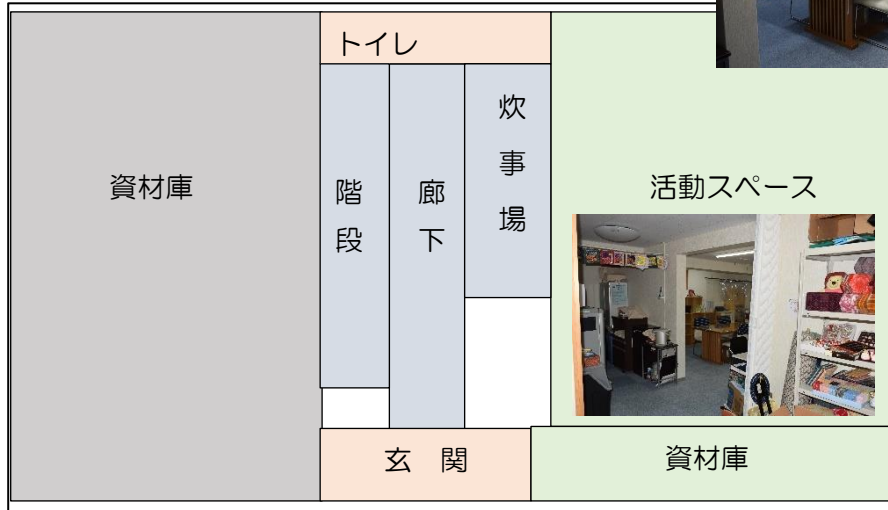 トイレ
資材庫
階段
廊下
炊事場
活動スペース
玄 関
資材庫